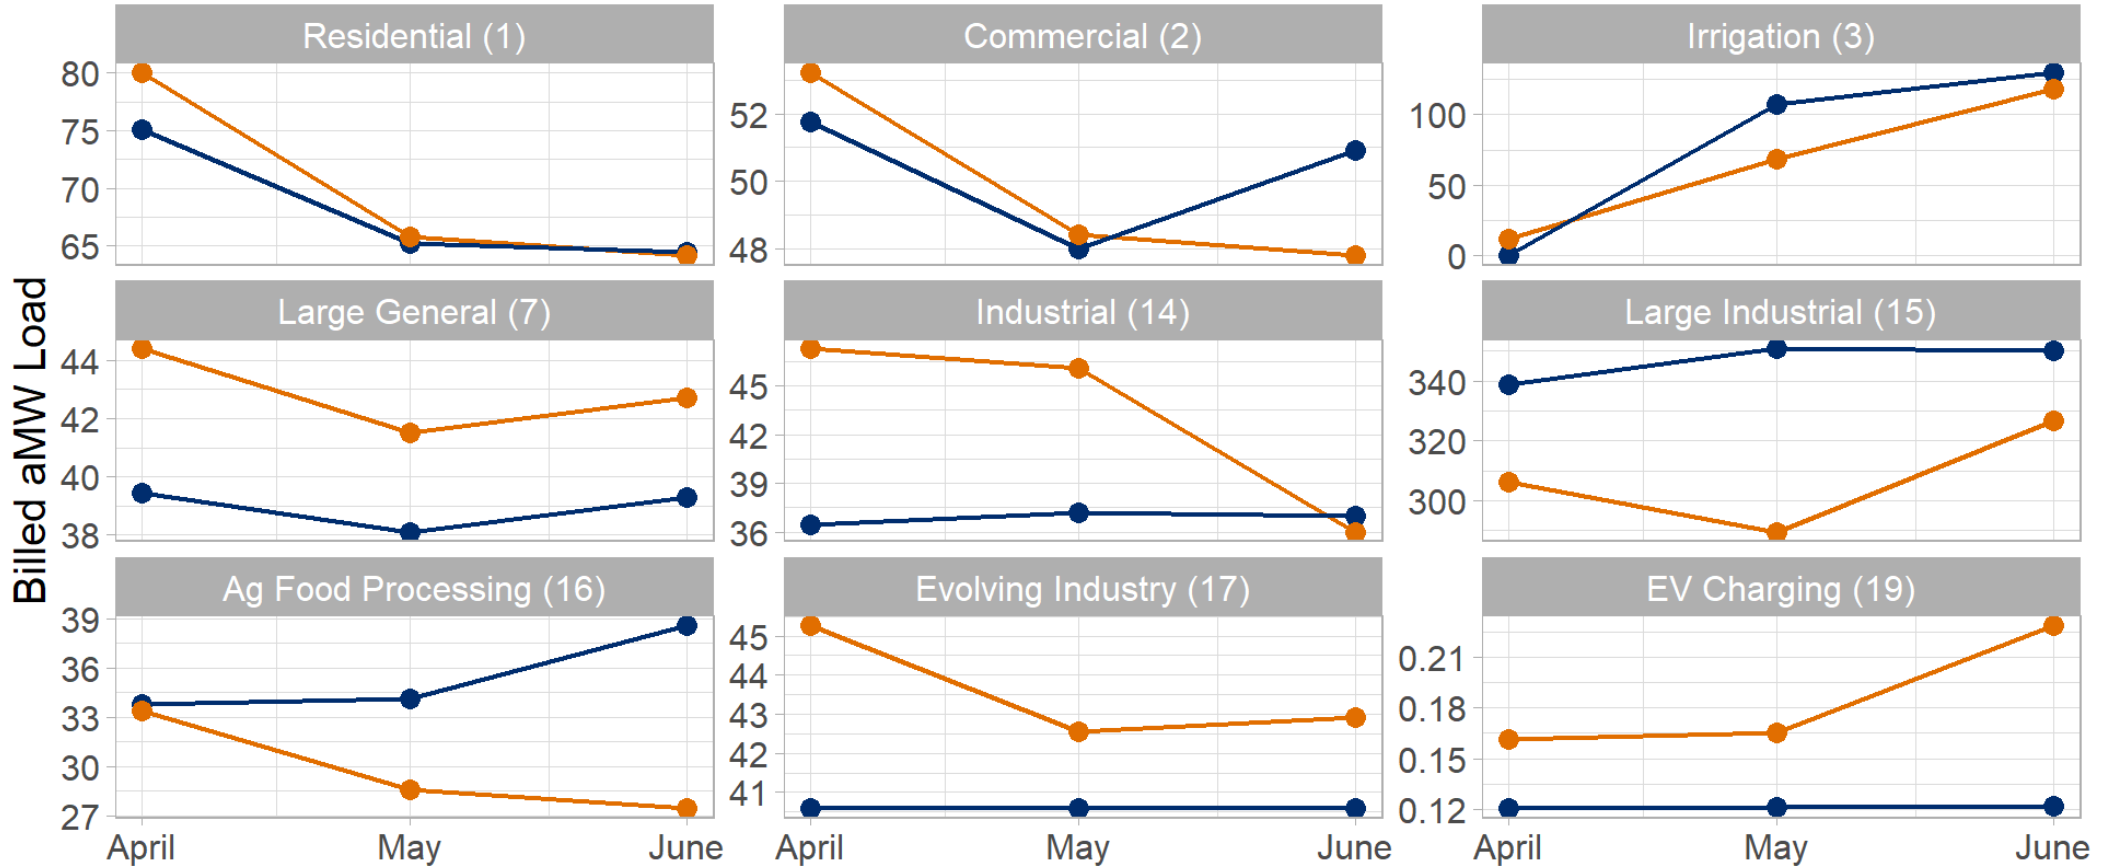 Billed aMW Load
Residential (1)
80
75
70
65
Commercial (2)
52
50
48
Irrigation (3)
100
50
0
Large General (7)
44
42
40
38
Industrial (14)
45
42
39
36
Large Industrial (15)
340
320
300
Ag Food Processing (16)
39
36
33
30
27
Evolving Industry (17)
45
44
43
42
41
EV Charging (19)
0.21
0.18
0.15
0.12
April May June
April May June
April May June